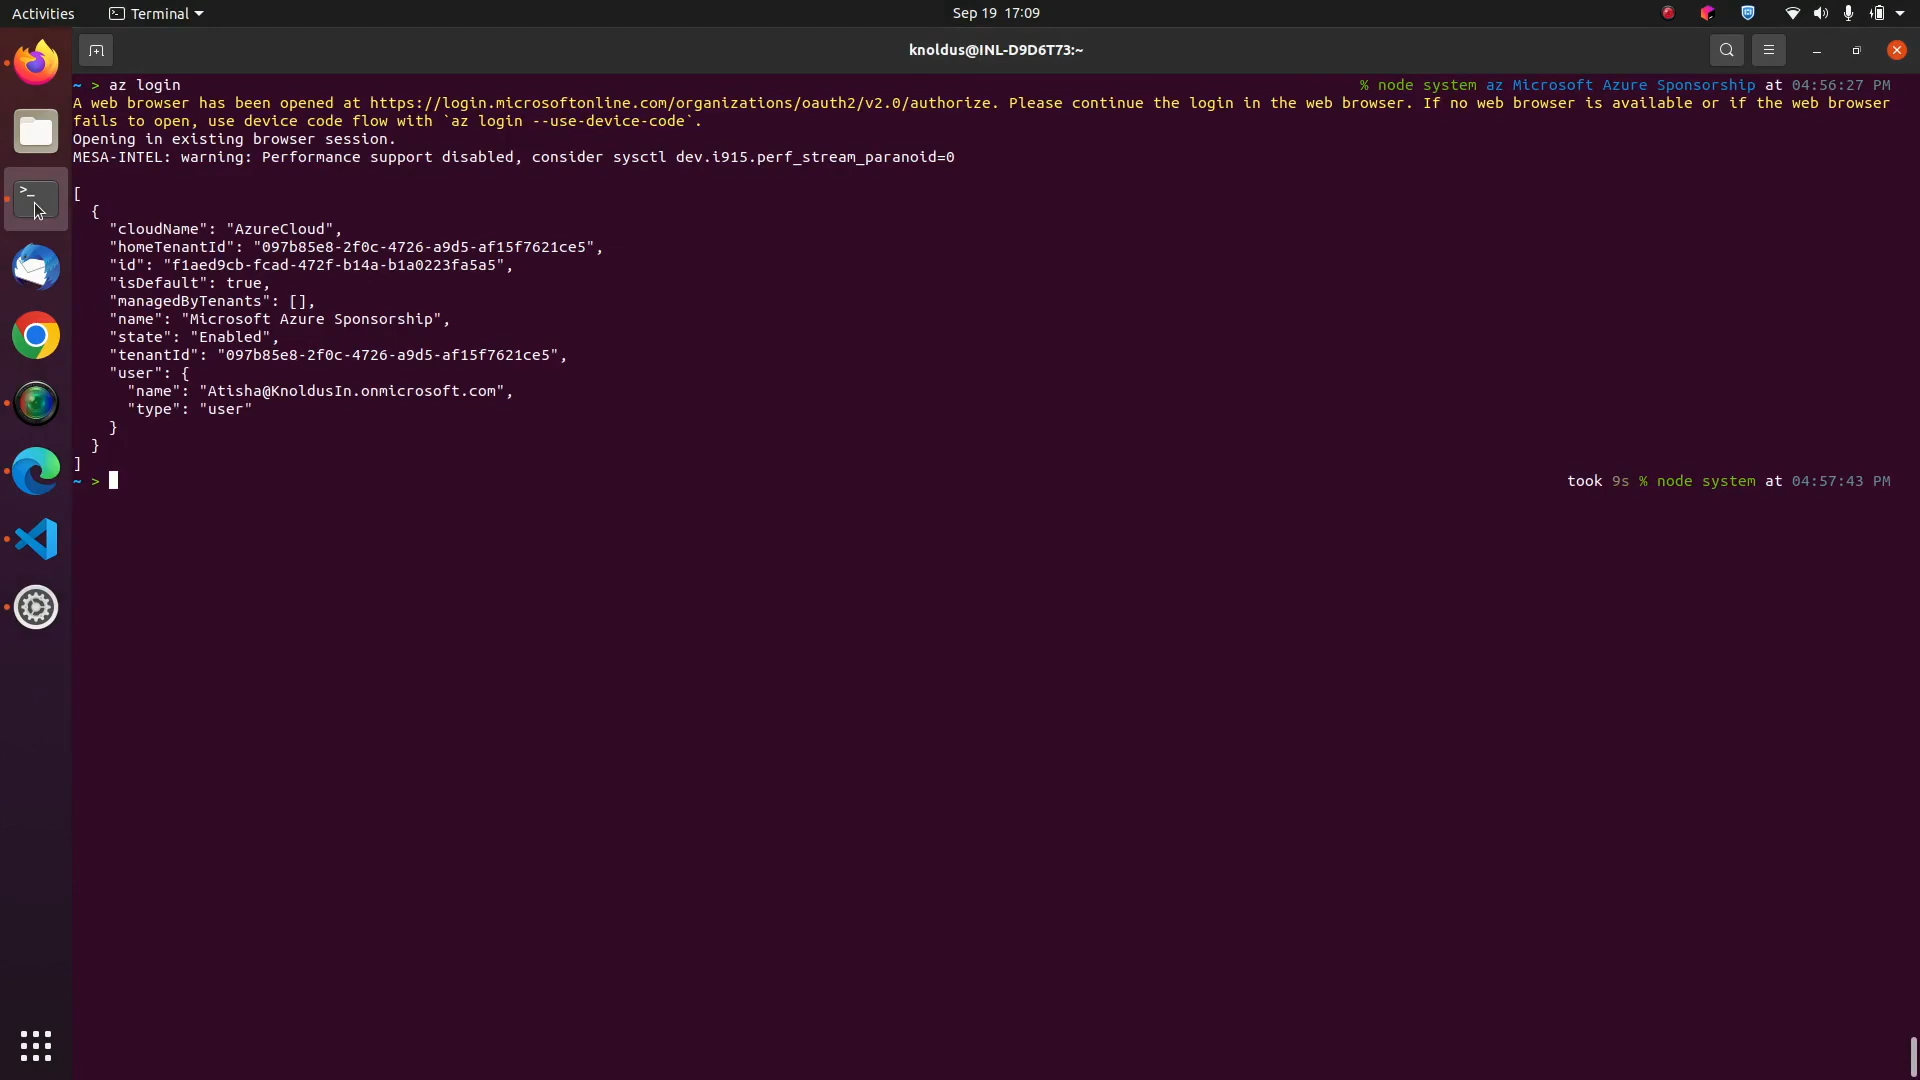 Activities Terminal Sep 19 17:09
knoldus@INL-D9D6T73:~
~ > az login % node system az Microsoft Azure Sponsorship at 04:56:27 PM
A web browser has been opened at https://login.microsoftonline.com/organizations/oauth2/v2.0/authorize. Please continue the login in the web browser. If no web browser is available or if the web browser
fails to open, use device code flow with `az login --use-device-code`.
Opening in existing browser session.
MESA-INTEL: warning: Performance support disabled, consider sysctl dev.i915.perf_stream_paranoid=0
[
{
"cloudName": "AzureCloud",
"homeTenantId": "097b85e8-2f0c-4726-a9d5-af15f7621ce5",
"id": "f1aed9cb-fcad-472f-b14a-b1a0223fa5a5",
"isDefault": true,
"managedByTenants": [],
"name": "Microsoft Azure Sponsorship",
"state": "Enabled",
"tenantId": "097b85e8-2f0c-4726-a9d5-af15f7621ce5",
"user": {
"name": "Atisha@KnoldusIn.onmicrosoft.com",
"type": "user"
}
}
]
~ > took 9s % node system at 04:57:43 PM